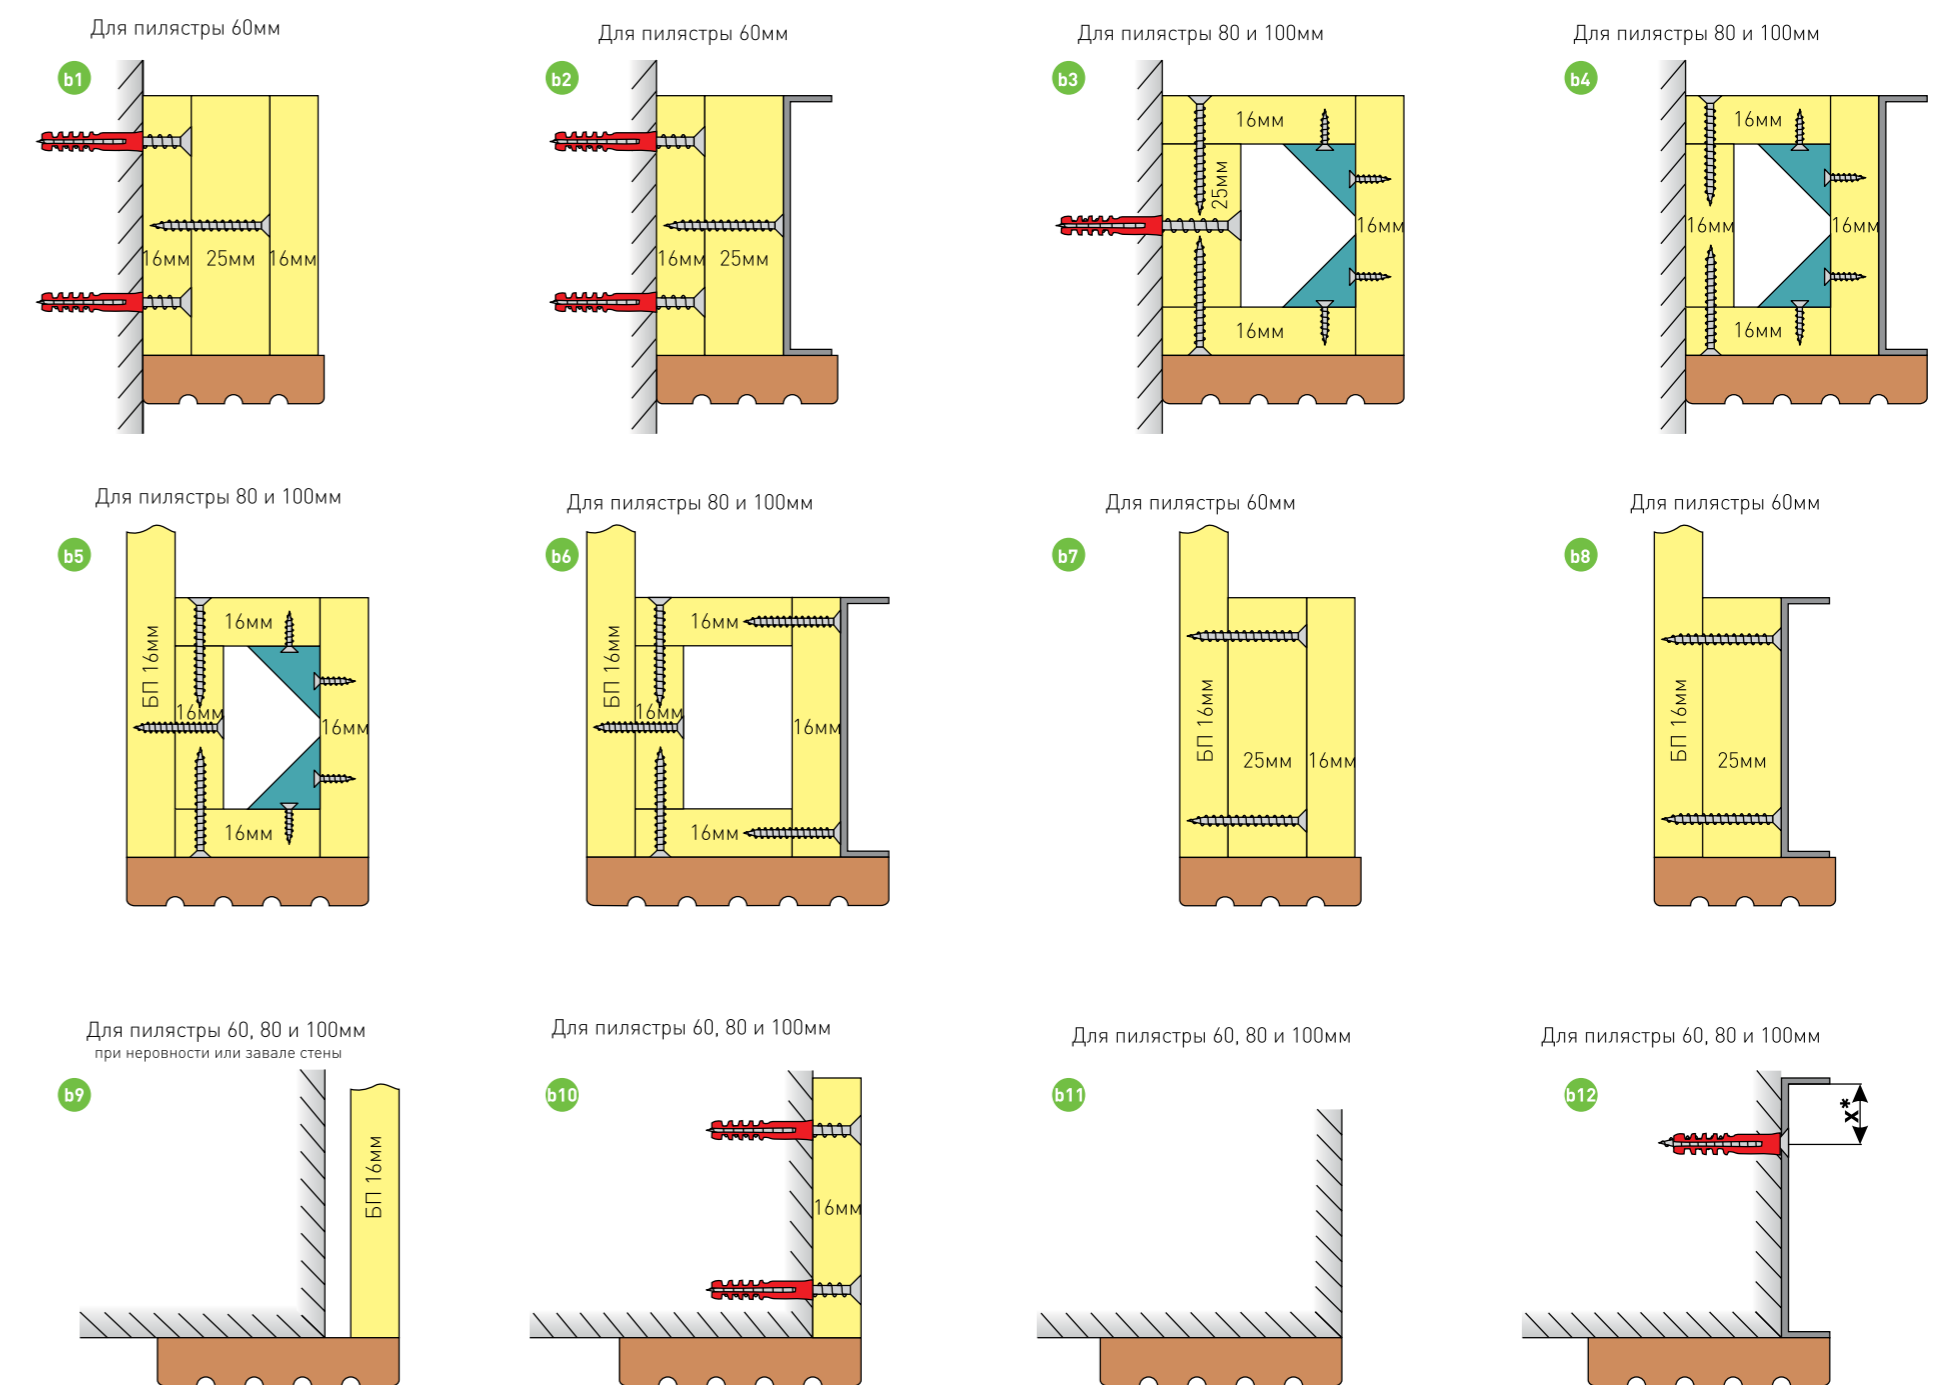 Для пилястры 60мм
Для пилястры 60мм
Для пилястры 80 и 100мм
Для пилястры 80 и 100мм
b1
b2
b3
b4
16мм
25мм
16мм
16мм
25мм
16мм
25мм
16мм
16мм
16мм
16мм
16мм
16мм
Для пилястры 80 и 100мм
Для пилястры 80 и 100мм
Для пилястры 60мм
Для пилястры 60мм
b5
b6
b7
b8
16мм
БП 16мм
16мм
16мм
16мм
16мм
БП 16мм
16мм
16мм
16мм
БП 16мм
25мм
16мм
БП 16мм
25мм
Для пилястры 60, 80 и 100мм
при неровности или завале стены
Для пилястры 60, 80 и 100мм
Для пилястры 60, 80 и 100мм
Для пилястры 60, 80 и 100мм
b9
b10
b11
b12
БП 16мм
16мм
x*